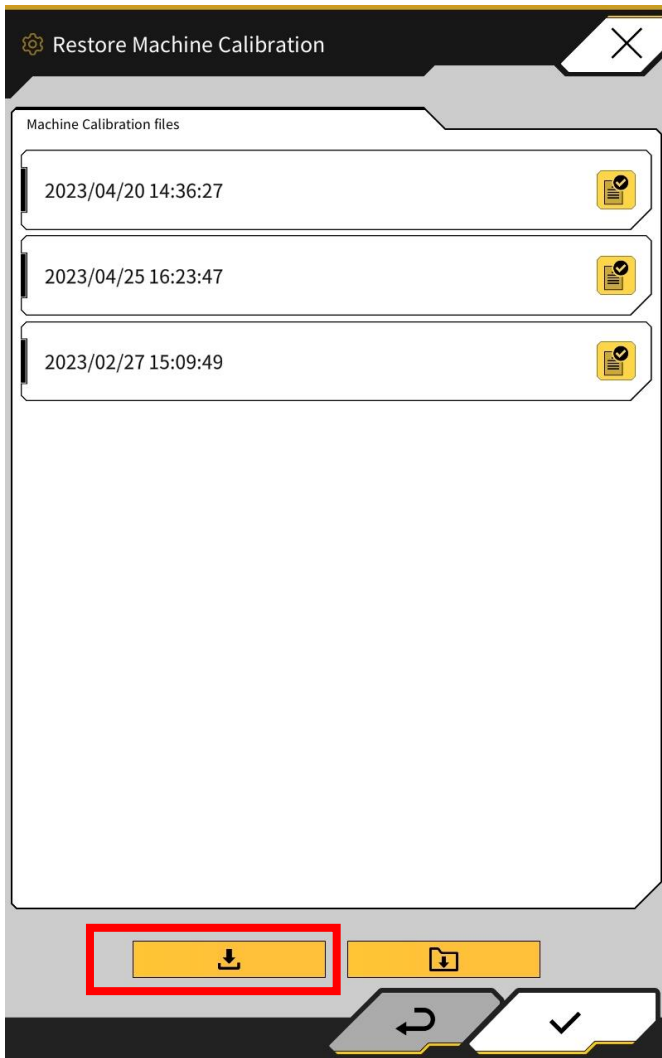 Restore Machine Calibration
Machine Calibration files
2023/04/20 14:36:27
2023/04/25 16:23:47
2023/02/27 15:09:49